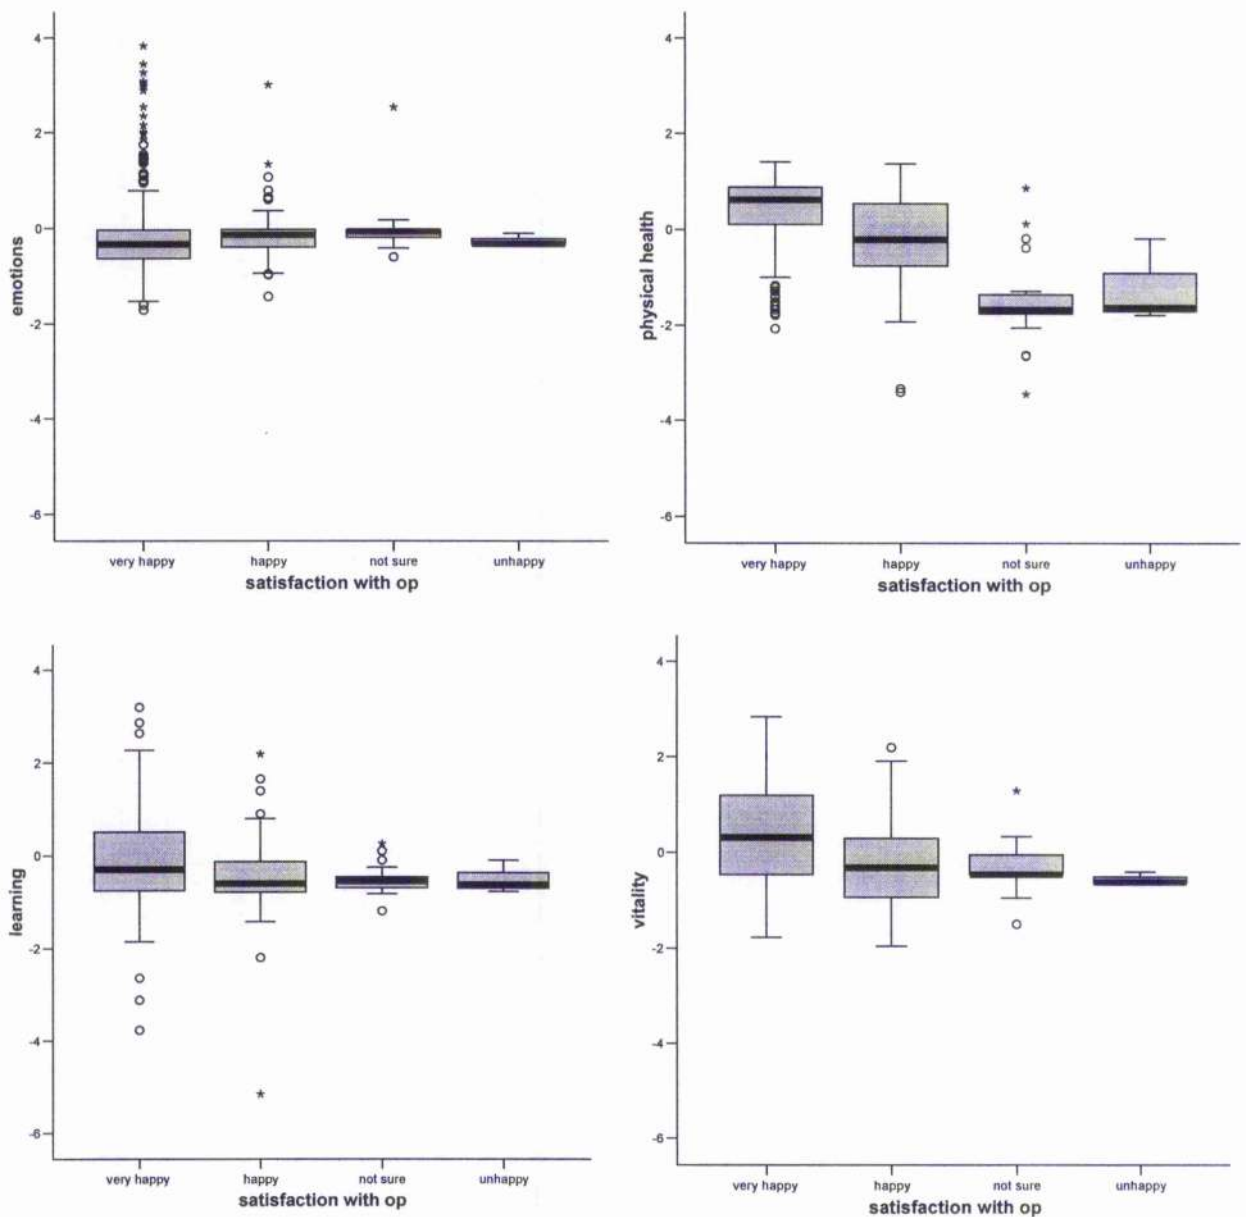 4
2
0
-2
-4
-6
emotions
very happy happy not sure unhappy
satisfaction with op
4
2
0
-2
-4
-6
physical health
very happy happy not sure unhappy
satisfaction with op
4
2
0
-2
-4
-6
learning
very happy happy not sure unhappy
satisfaction with op
4
2
0
-2
-4
-6
vitality
very happy happy not sure unhappy
satisfaction with op